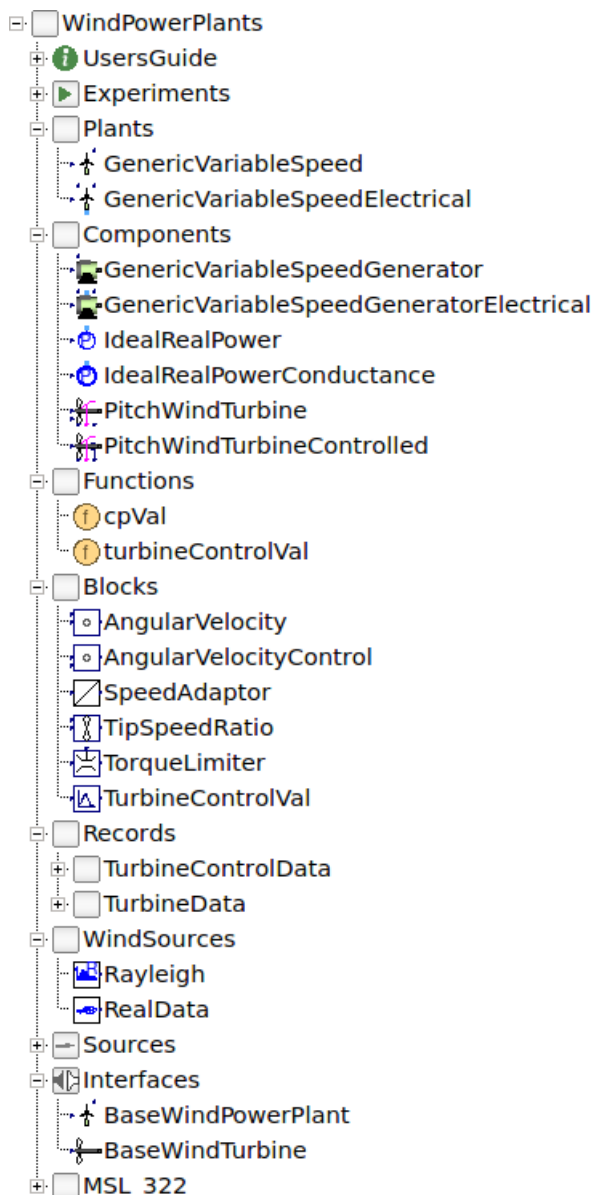 WindPowerPlants
UsersGuide
Experiments
Plants
GenericVariableSpeed
GenericVariableSpeedElectrical
Components
GenericVariableSpeedGenerator
GenericVariableSpeedGeneratorElectrical
IdealRealPower
IdealRealPowerConductance
PitchWindTurbine
PitchWindTurbineControlled
Functions
f cpVal
f turbineControlVal
Blocks
AngularVelocity
AngularVelocityControl
SpeedAdaptor
TipSpeedRatio
TorqueLimiter
TurbineControlVal
Records
TurbineControlData
TurbineData
WindSources
Rayleigh
RealData
Sources
Interfaces
BaseWindPowerPlant
BaseWindTurbine
MSL_322